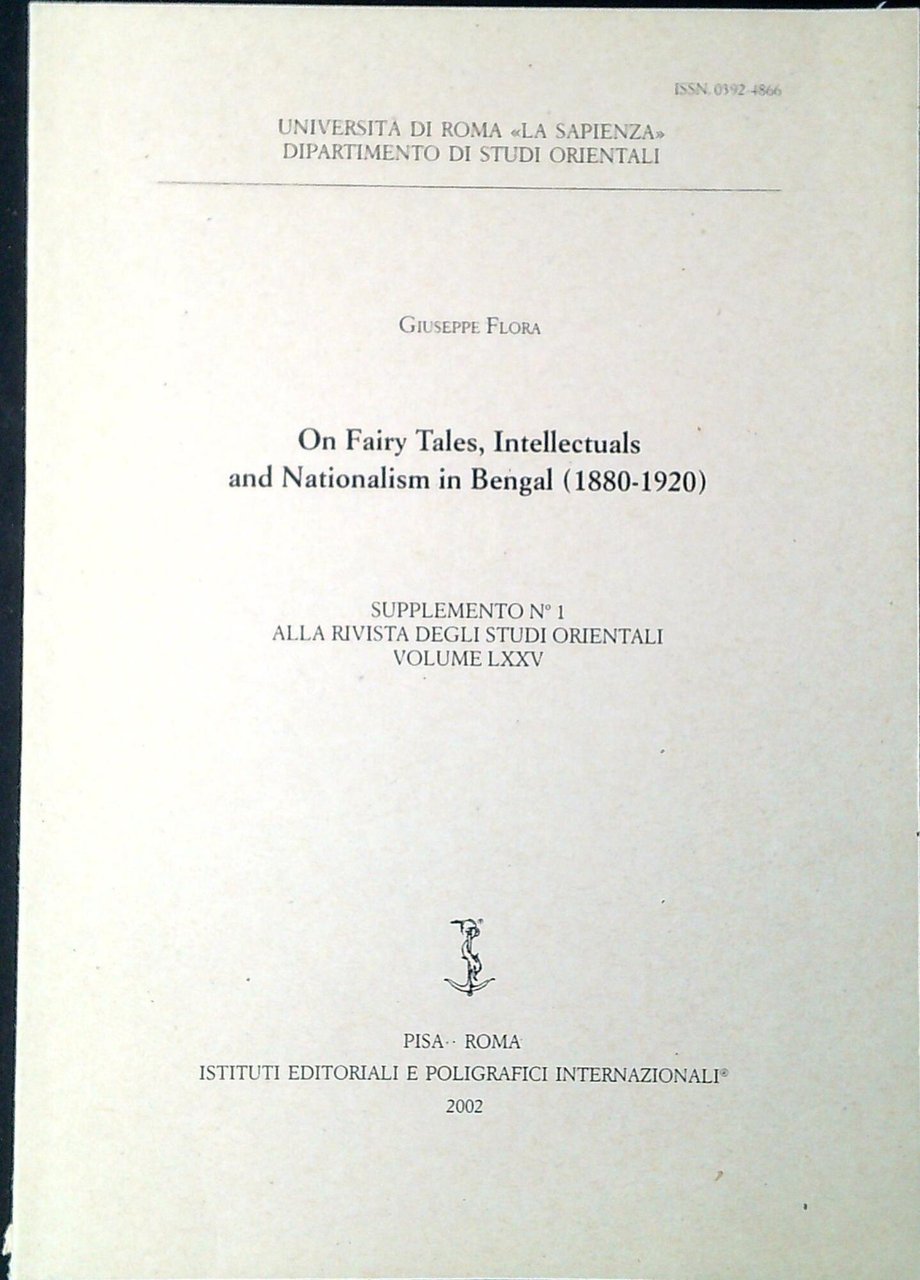 ISSN 0392-4866
UNIVERSITÀ DI ROMA «LA SAPIENZA»
DIPARTIMENTO DI STUDI ORIENTALI
GIUSEPPE FLORA
On Fairy Tales, Intellectuals
and Nationalism in Bengal (1880-1920)
SUPPLEMENTO N° 1
ALLA RIVISTA DEGLI STUDI ORIENTALI
VOLUME LXXV
PISA · ROMA
ISTITUTI EDITORIALI E POLIGRAFICI INTERNAZIONALI®
2002